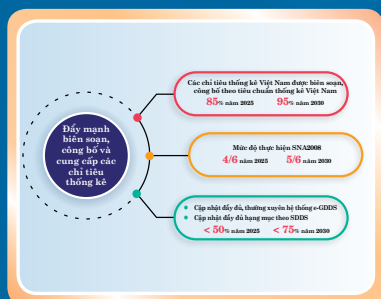 Đẩy mạnh
biên soạn,
công bố và
cung cấp các
chỉ tiêu
thống kê
Các chỉ tiêu thống kê Việt Nam được biên soạn,
công bố theo tiêu chuẩn thống kê Việt Nam
85% năm 2025 95% năm 2030
Mức độ thực hiện SNA2008
4/6 năm 2025 5/6 năm 2030
Cập nhật đầy đủ, thường xuyên hệ thống e-GDDS
Cập nhật đầy đủ hạng mục theo SDDS
< 50% năm 2025 < 75% năm 2030